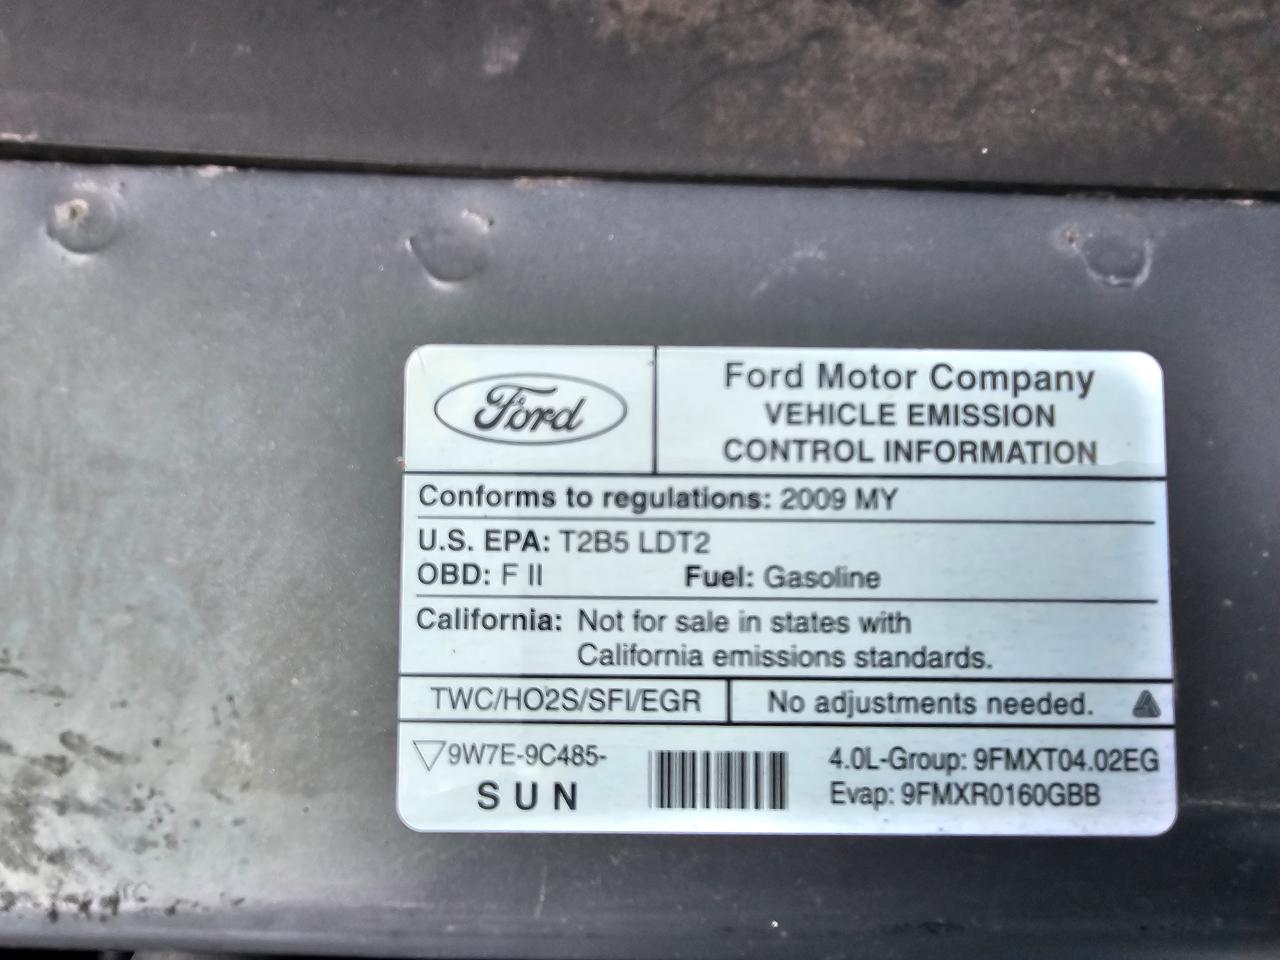 Ford
Ford Motor Company
VEHICLE EMISSION
CONTROL INFORMATION
Conforms to regulations: 2009 MY
U.S. EPA: T2B5 LDT2
OBD: F II Fuel: Gasoline
California: Not for sale in states with
California emissions standards.
TWC/HO2S/SFI/EGR No adjustments needed.
9W7E-9C485- 4.0L-Group: 9FMXT04.02EG
SUN Evap: 9FMXR0160GBB